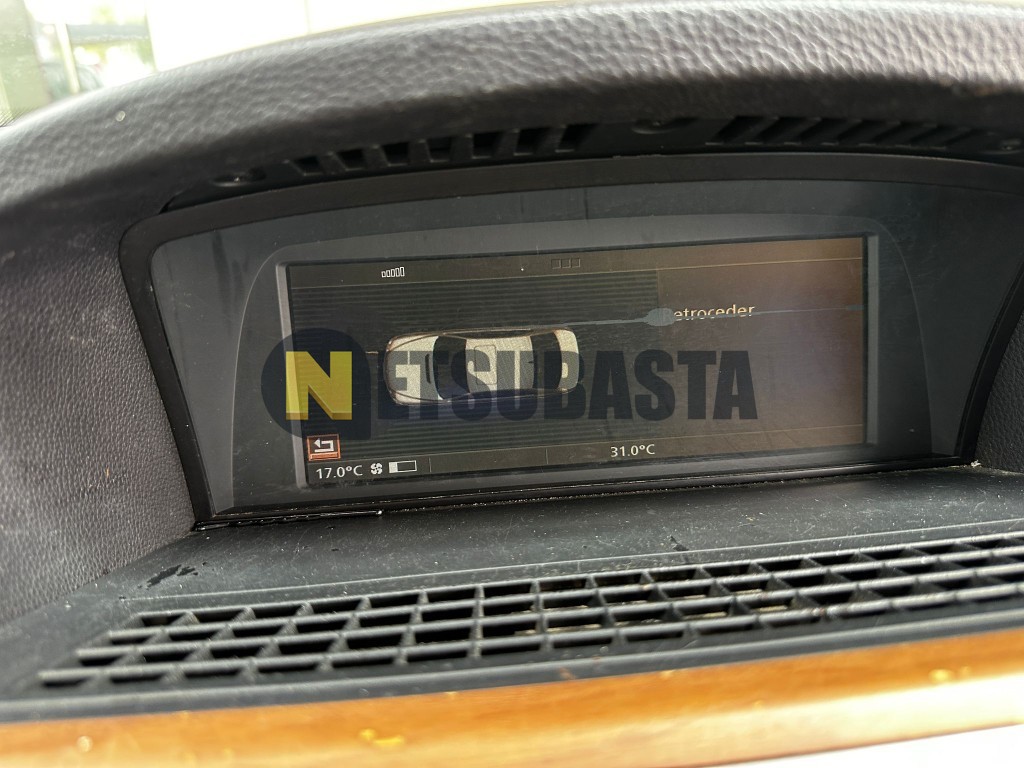 etroceder
NETSUBASTA
17.0°C
31.0°C